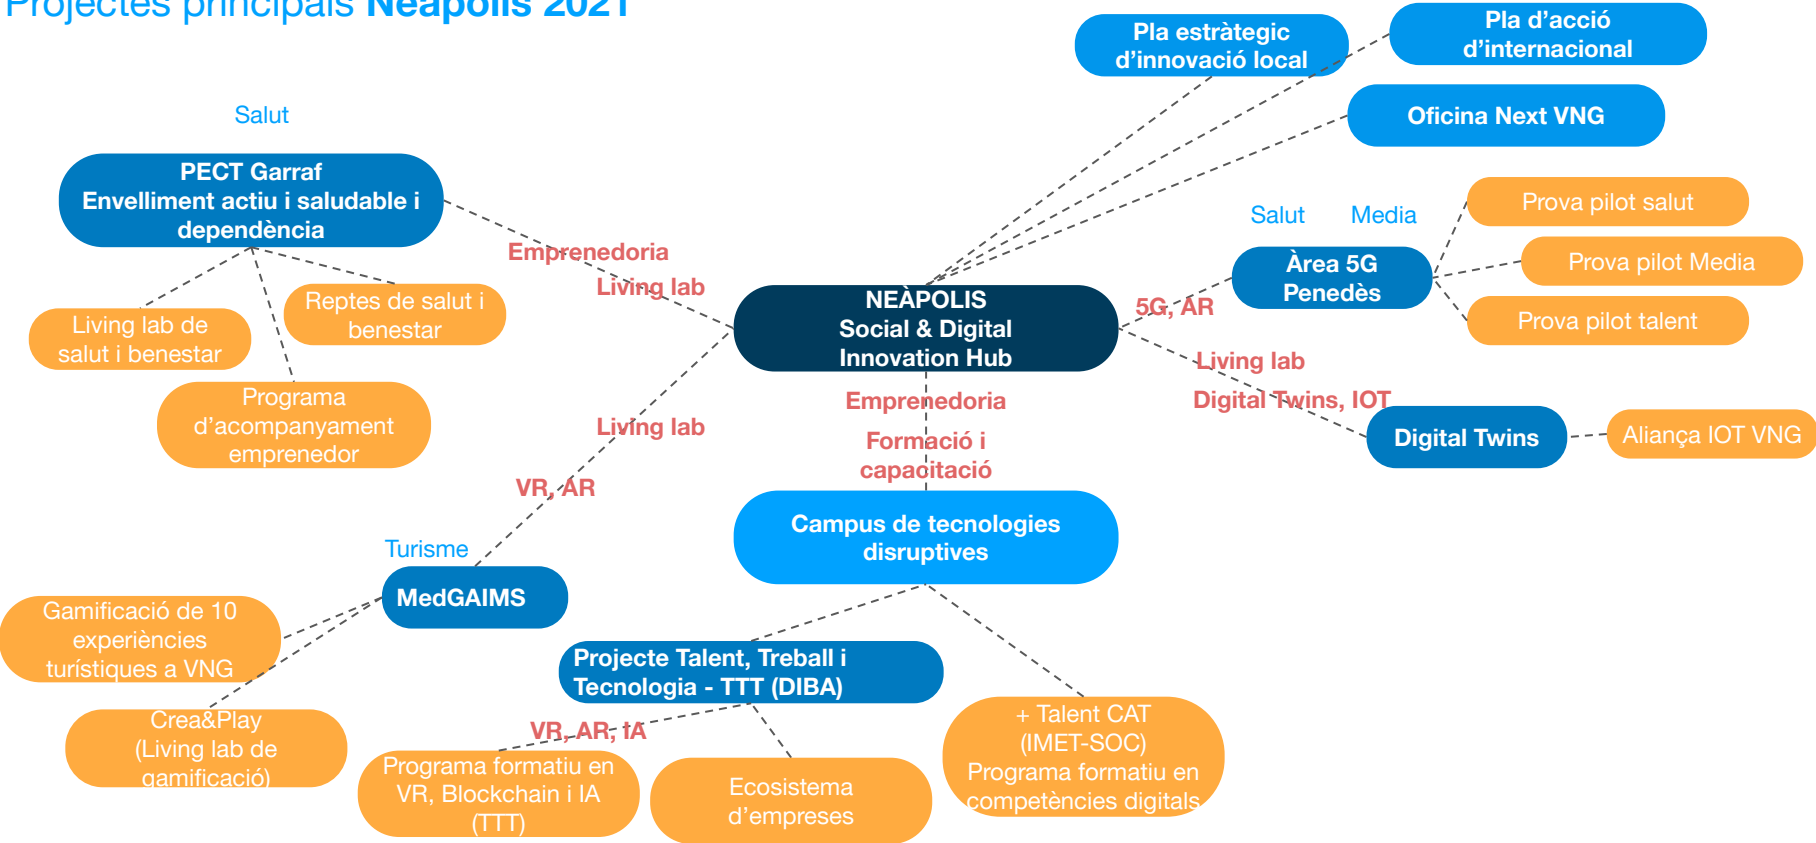 Projectes principals Neàpolis 2021
Pla estràtegic
d’innovació local
Pla d’acció
d’internacional
Oficina Next VNG
Salut
PECT Garraf
Envelliment actiu i saludable i
dependència
Emprenedoria
Living lab
Living lab de
salut i benestar
Reptes de salut i
benestar
Programa
d’acompanyament
emprenedor
NEÀPOLIS
Social & Digital
Innovation Hub
Salut
Media
Àrea 5G
Penedès
5G, AR
Prova pilot salut
Prova pilot Media
Prova pilot talent
Living lab
Digital Twins, IOT
Digital Twins
Aliança IOT VNG
Living lab
VR, AR
Turisme
MedGAIMS
Gamificació de 10
experiències
turístiques a VNG
Crea&Play
(Living lab de
gamificació)
Emprenedoria
Formació i
capacitació
Campus de tecnologies
disruptives
Projecte Talent, Treball i
Tecnologia - TTT (DIBA)
VR, AR, IA
Programa formatiu en
VR, Blockchain i IA
(TTT)
Ecosistema
d’empreses
+ Talent CAT
(IMET-SOC)
Programa formatiu en
competències digitals